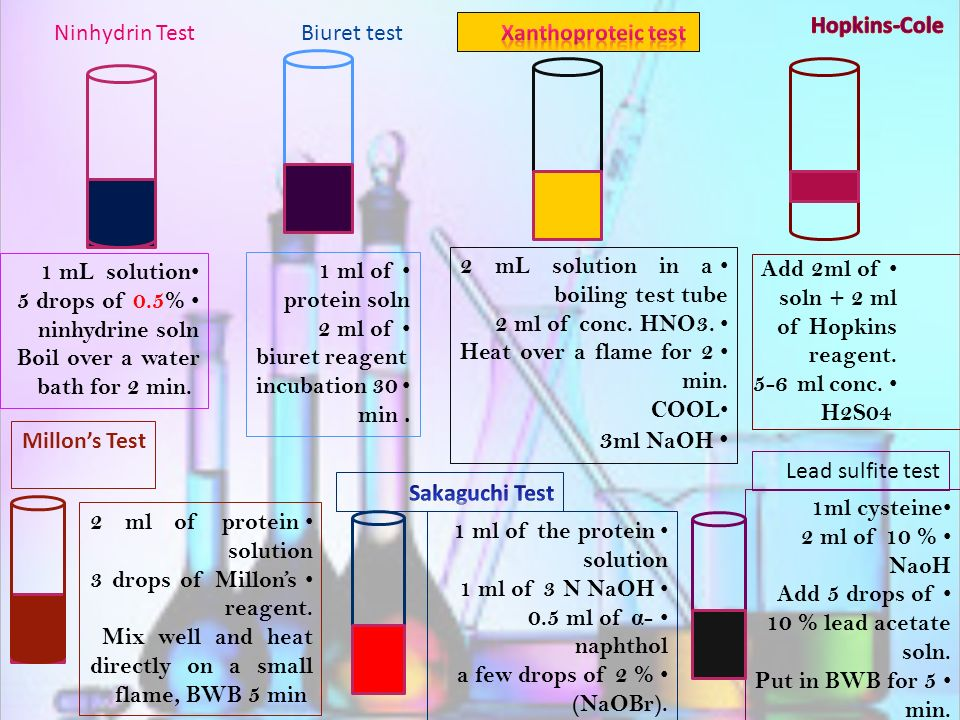 Ninhydrin Test
1 mL solution•
5 drops of 0.5% •
ninhydrine soln
Boil over a water
bath for 2 min.
Biuret test
1 ml of •
protein soln
2 ml of •
biuret reagent
incubation 30 •
min .
Xanthoproteic test
2 mL solution in a •
boiling test tube
2 ml of conc. HNO3. •
Heat over a flame for 2 •
min.
COOL•
3ml NaOH •
Hopkins-Cole
Add 2ml of •
soln + 2 ml
of Hopkins
reagent.
5-6 ml conc. •
H2S04
Millon’s Test
2 ml of protein •
solution
3 drops of Millon’s •
reagent.
Mix well and heat
directly on a small
flame, BWB 5 min
Sakaguchi Test
1 ml of the protein •
solution
1 ml of 3 N NaOH •
0.5 ml of α- •
naphthol
a few drops of 2 % •
(NaOBr).
Lead sulfite test
1ml cysteine•
2 ml of 10 % •
NaoH
Add 5 drops of •
10 % lead acetate
soln.
Put in BWB for 5 •
min.